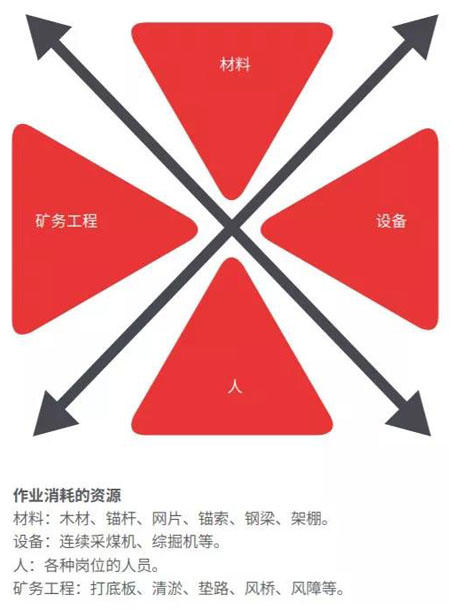 材料
矿务工程
设备
人
作业消耗的资源
材料：木材、锚杆、网片、锚索、钢梁、架棚。
设备：连续采煤机、综掘机等。
人：各种岗位的人员。
矿务工程：打底板、清淤、垫路、风桥、风障等。